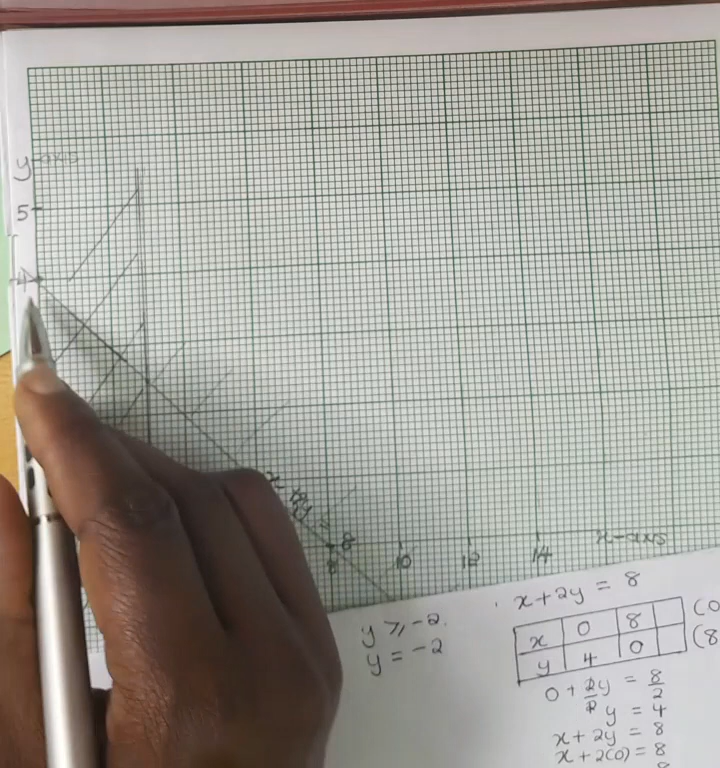 y-axis
5
4
x+2y = 8
8 10 12 14
x-axis
y ≥ -2.
y = -2
x+2y = 8
x 0 8
y 4 0
(0
(8
0 + 2y/2 = 8/2
y = 4
x + 2y = 8
x + 2(0) = 8
8